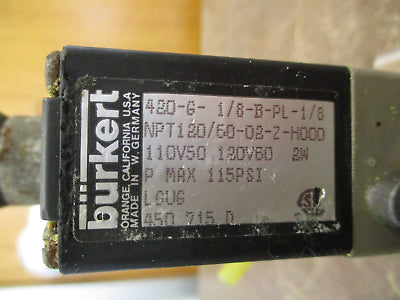 bürkert
ORANGE, CALIFORNIA U.S.A
MADE IN W. GERMANY
420-G- 1/8-B-PL-1/8
NPT120/60-02-Z-H000
110V50 120V60 2W
P MAX 115PSI
LGUG
450 715 D